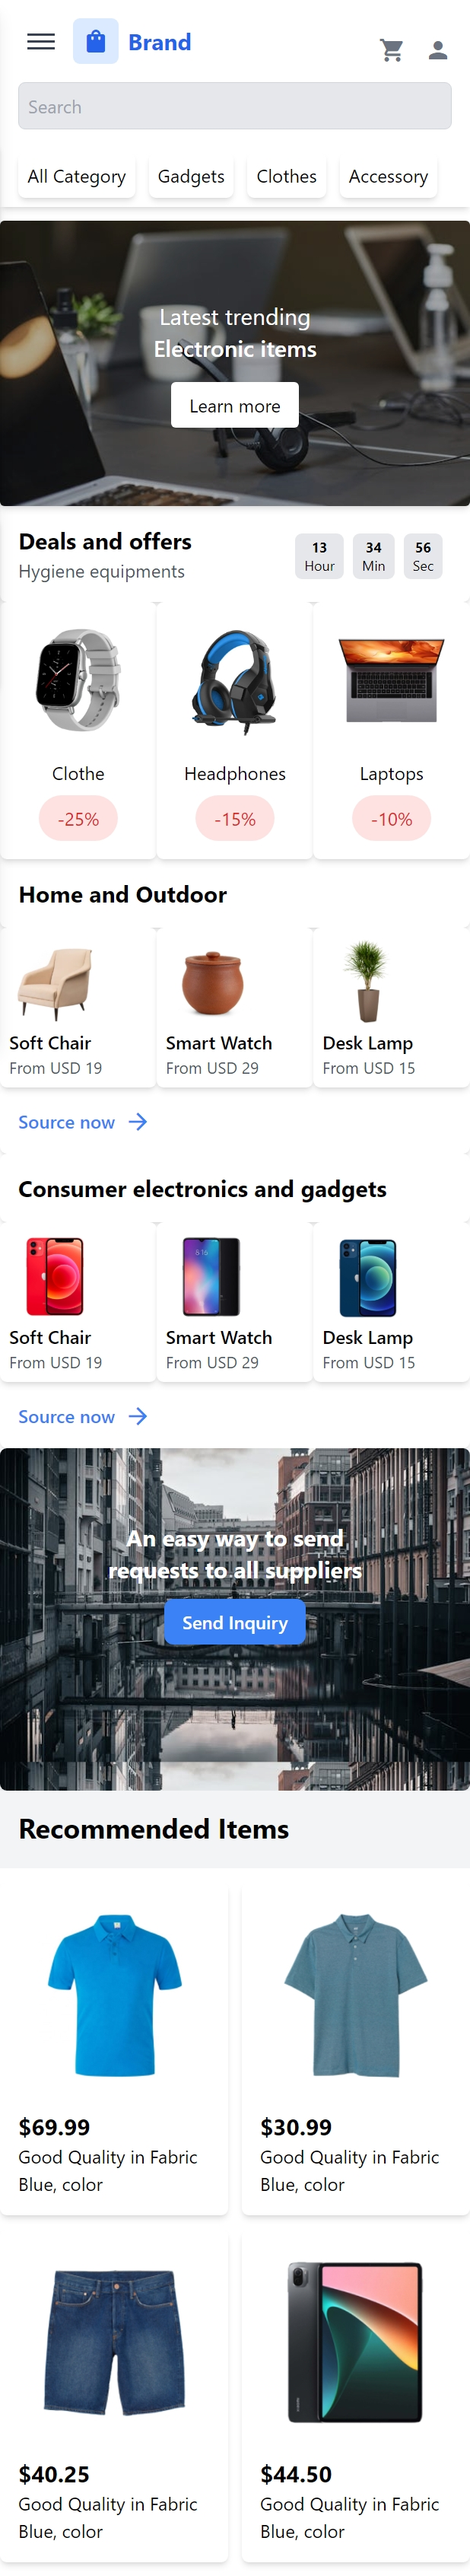 Brand
Search
All Category
Gadgets
Clothes
Accessory
Latest trending
Electronic items
Learn more
Deals and offers
Hygiene equipments
13
Hour
34
Min
56
Sec
Clothe
Headphones
Laptops
-25%
-15%
-10%
Home and Outdoor
Soft Chair
From USD 19
Smart Watch
From USD 29
Desk Lamp
From USD 15
Source now
Consumer electronics and gadgets
8:16
Soft Chair
From USD 19
Smart Watch
From USD 29
Desk Lamp
From USD 15
Source now
An easy way to send
requests to all suppliers
Send Inquiry
Recommended Items
$69.99
Good Quality in Fabric
Blue, color
$30.99
Good Quality in Fabric
Blue, color
$40.25
Good Quality in Fabric
Blue, color
$44.50
Good Quality in Fabric
Blue, color